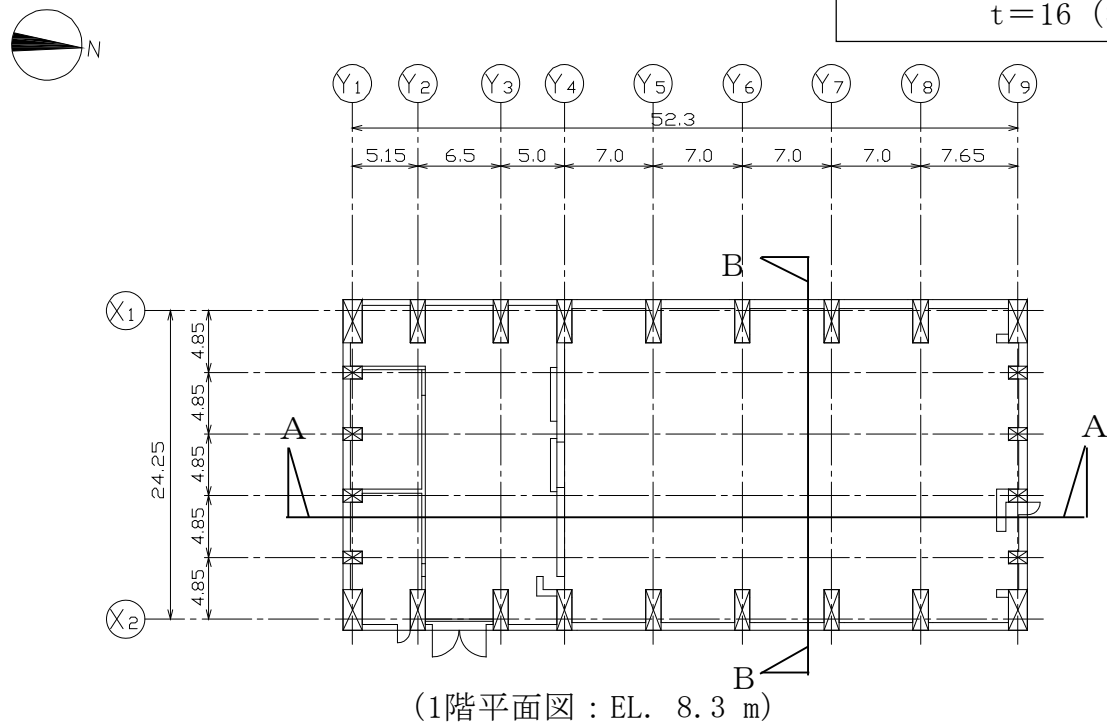 t＝16 (
N
Y1 Y2 Y3 Y4 Y5 Y6 Y7 Y8 Y9
52.3
5.15 6.5 5.0 7.0 7.0 7.0 7.0 7.65
B
X1
4.85
4.85
A A
4.85
24.25
4.85
4.85
X2
B
(1階平面図：EL. 8.3 m)